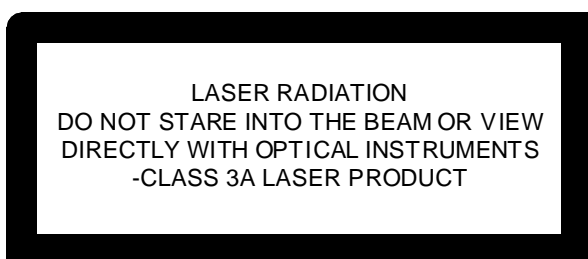 LASER RADIATION
DO NOT STARE INTO THE BEAM OR VIEW
DIRECTLY WITH OPTICAL INSTRUMENTS
-CLASS 3A LASER PRODUCT